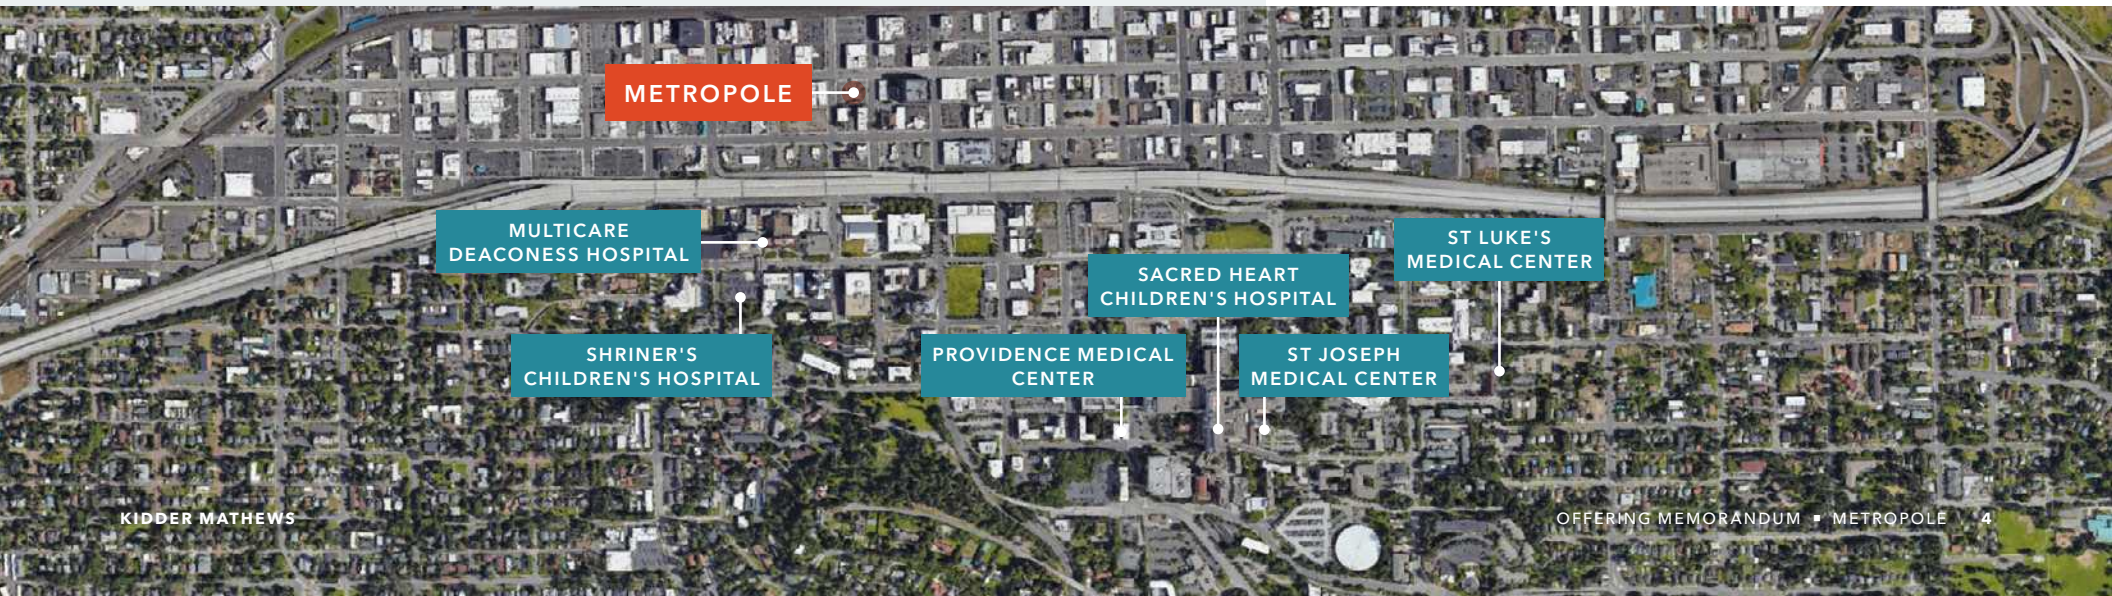 METROPOLE
MULTICARE
DEACONESS HOSPITAL
ST LUKE'S
MEDICAL CENTER
SACRED HEART
CHILDREN'S HOSPITAL
SHRINER'S
CHILDREN'S HOSPITAL
PROVIDENCE MEDICAL
CENTER
ST JOSEPH
MEDICAL CENTER
KIDDER MATHEWS
OFFERING MEMORANDUM ▪ METROPOLE 4